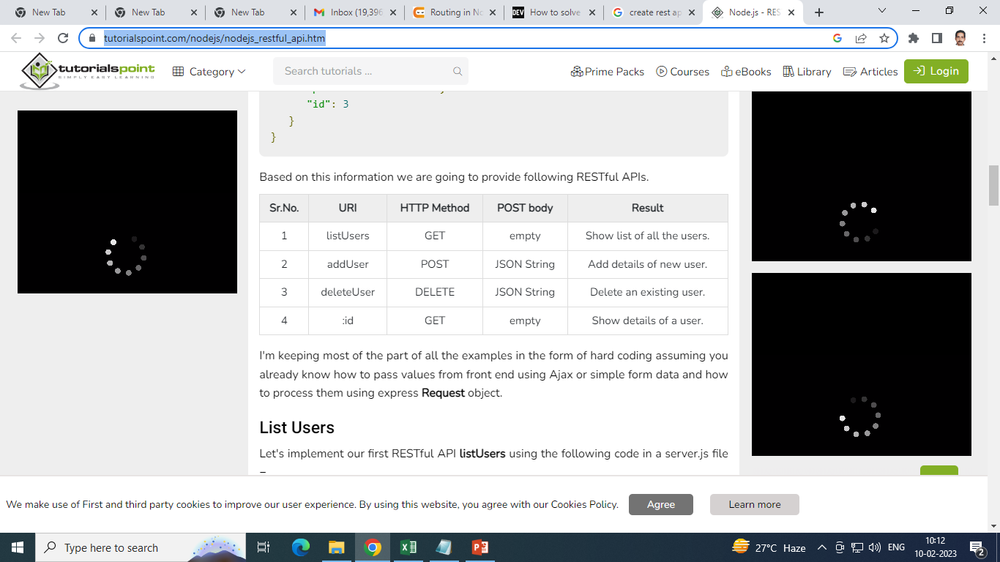 New Tab
New Tab
New Tab
Inbox (19,396
Routing in No
DEV
How to solve
create rest ap
Node.js - RES
tutorialspoint.com/nodejs/nodejs_restful_api.htm
tutorialspoint
SIMPLY EASY LEARNING
Category
Search tutorials ...
Prime Packs
Courses
eBooks
Library
Articles
Login
"id": 3
}
}
Based on this information we are going to provide following RESTful APIs.
Sr.No. URI HTTP Method POST body Result
1 listUsers GET empty Show list of all the users.
2 addUser POST JSON String Add details of new user.
3 deleteUser DELETE JSON String Delete an existing user.
4 :id GET empty Show details of a user.
I'm keeping most of the part of all the examples in the form of hard coding assuming you
already know how to pass values from front end using Ajax or simple form data and how
to process them using express Request object.
List Users
Let's implement our first RESTful API listUsers using the following code in a server.js file
–
We make use of First and third party cookies to improve our user experience. By using this website, you agree with our Cookies Policy.
Agree
Learn more
Type here to search
27°C Haze
ENG
10:12
10-02-2023
2